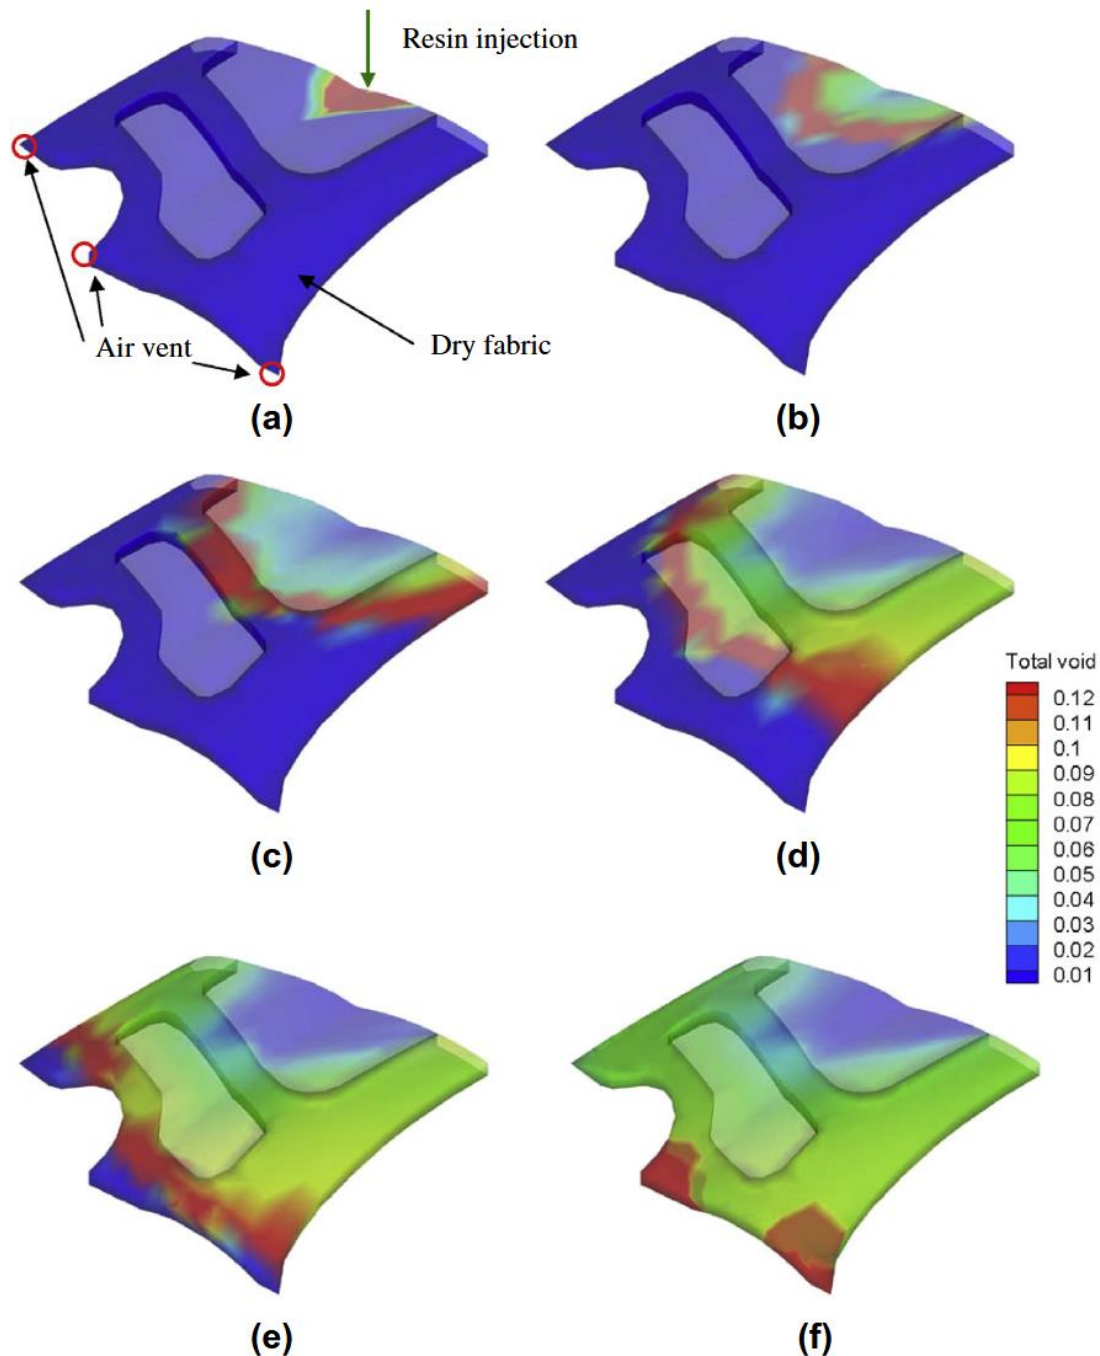 Resin injection
Air vent
Dry fabric
(a)
(b)
(c)
(d)
Total void
0.12
0.11
0.1
0.09
0.08
0.07
0.06
0.05
0.04
0.03
0.02
0.01
(e)
(f)